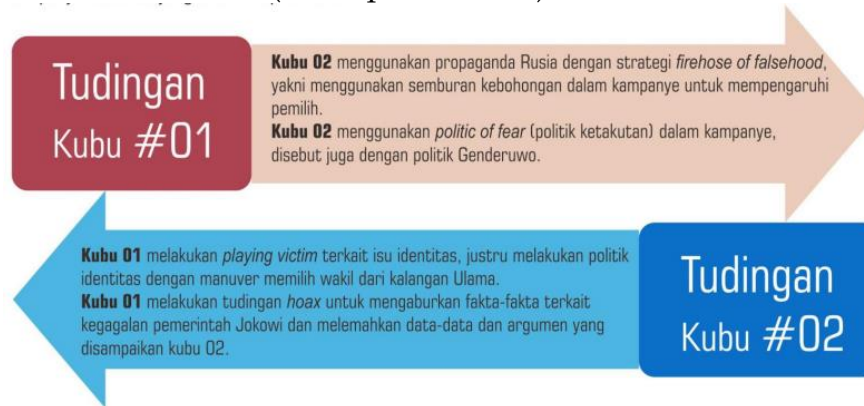 Tudingan
Kubu #01
Kubu 02 menggunakan propaganda Rusia dengan strategi firehose of falsehood,
yakni menggunakan semburan kebohongan dalam kampanye untuk mempengaruhi
pemilih.
Kubu 02 menggunakan politic of fear (politik ketakutan) dalam kampanye,
disebut juga dengan politik Genderuwo.
Kubu 01 melakukan playing victim terkait isu identitas, justru melakukan politik
identitas dengan manuver memilih wakil dari kalangan Ulama.
Kubu 01 melakukan tudingan hoax untuk mengaburkan fakta-fakta terkait
kegagalan pemerintah Jokowi dan melemahkan data-data dan argumen yang
disampaikan kubu 02.
Tudingan
Kubu #02